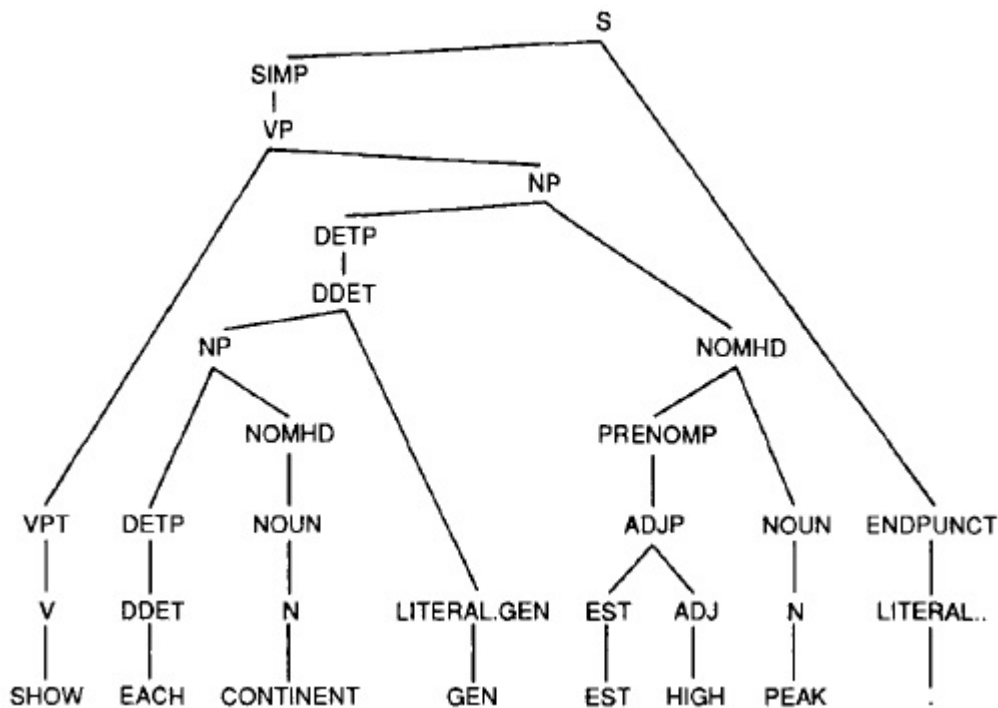 S
SIMP
VP
NP
DETP
DDET
NP NOMHD
NOMHD PRENOMP
VPT DETP NOUN ADJP NOUN ENDPUNCT
V DDET N LITERAL.GEN EST ADJ N LITERAL..
SHOW EACH CONTINENT GEN EST HIGH PEAK .